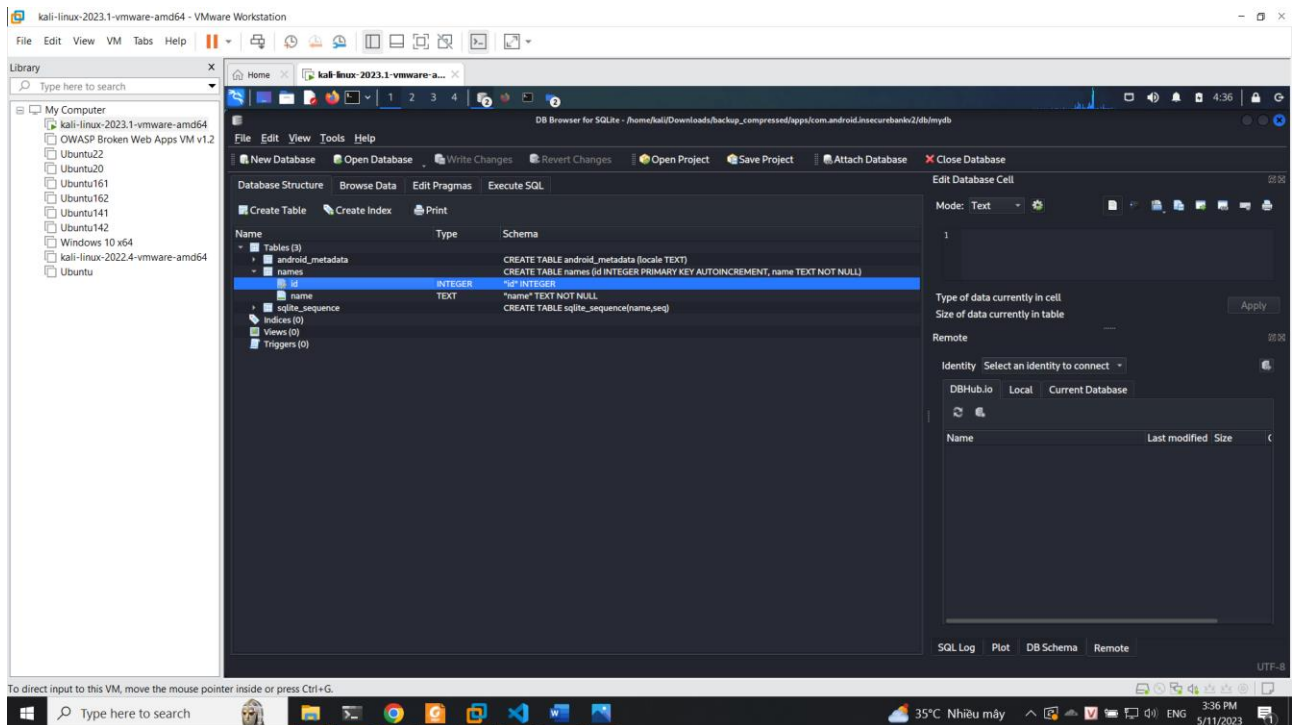 kali-linux-2023.1-vmware-amd64 - VMware Workstation
File Edit View VM Tabs Help
Library X
Type here to search
My Computer
kali-linux-2023.1-vmware-amd64
OWASP Broken Web Apps VM v1.2
Ubuntu22
Ubuntu20
Ubuntu161
Ubuntu162
Ubuntu141
Ubuntu142
Windows 10 x64
kali-linux-2022.4-vmware-amd64
Ubuntu
Home kali-linux-2023.1-vmware-a...
1 2 3 4 4:36
DB Browser for SQLite - /home/kali/Downloads/backup_compressed/apps/com.android.insecurebankv2/db/mydb
File Edit View Tools Help
New Database Open Database Write Changes Revert Changes Open Project Save Project Attach Database Close Database
Database Structure Browse Data Edit Pragmas Execute SQL
Create Table Create Index Print
Name Type Schema
Tables (3)
android_metadata CREATE TABLE android_metadata (locale TEXT)
names CREATE TABLE names (id INTEGER PRIMARY KEY AUTOINCREMENT, name TEXT NOT NULL)
id INTEGER "id" INTEGER
name TEXT "name" TEXT NOT NULL
sqlite_sequence CREATE TABLE sqlite_sequence(name,seq)
Indices (0)
Views (0)
Triggers (0)
Edit Database Cell
Mode: Text
1
Type of data currently in cell
Size of data currently in table
Apply
Remote
Identity Select an identity to connect
DBHub.io Local Current Database
Name Last modified Size
SQL Log Plot DB Schema Remote
UTF-8
To direct input to this VM, move the mouse pointer inside or press Ctrl+G.
Type here to search
35°C Nhiều mây ENG 3:36 PM
5/11/2023